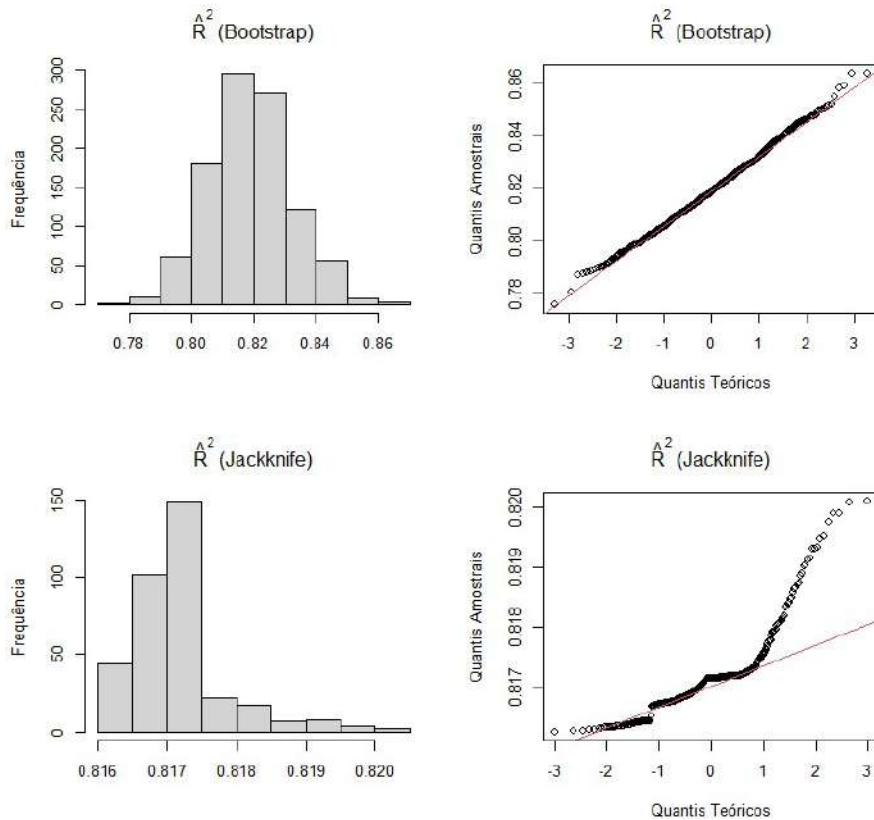 R̂² (Bootstrap)
Frequência
0 50 100 150 200 250 300
0.78 0.80 0.82 0.84 0.86
R̂² (Bootstrap)
Quantis Amostrais
0.78 0.80 0.82 0.84 0.86
-3 -2 -1 0 1 2 3
Quantis Teóricos
R̂² (Jackknife)
Frequência
0 50 100 150
0.816 0.817 0.818 0.819 0.820
R̂² (Jackknife)
Quantis Amostrais
0.817 0.818 0.819 0.820
-3 -2 -1 0 1 2 3
Quantis Teóricos